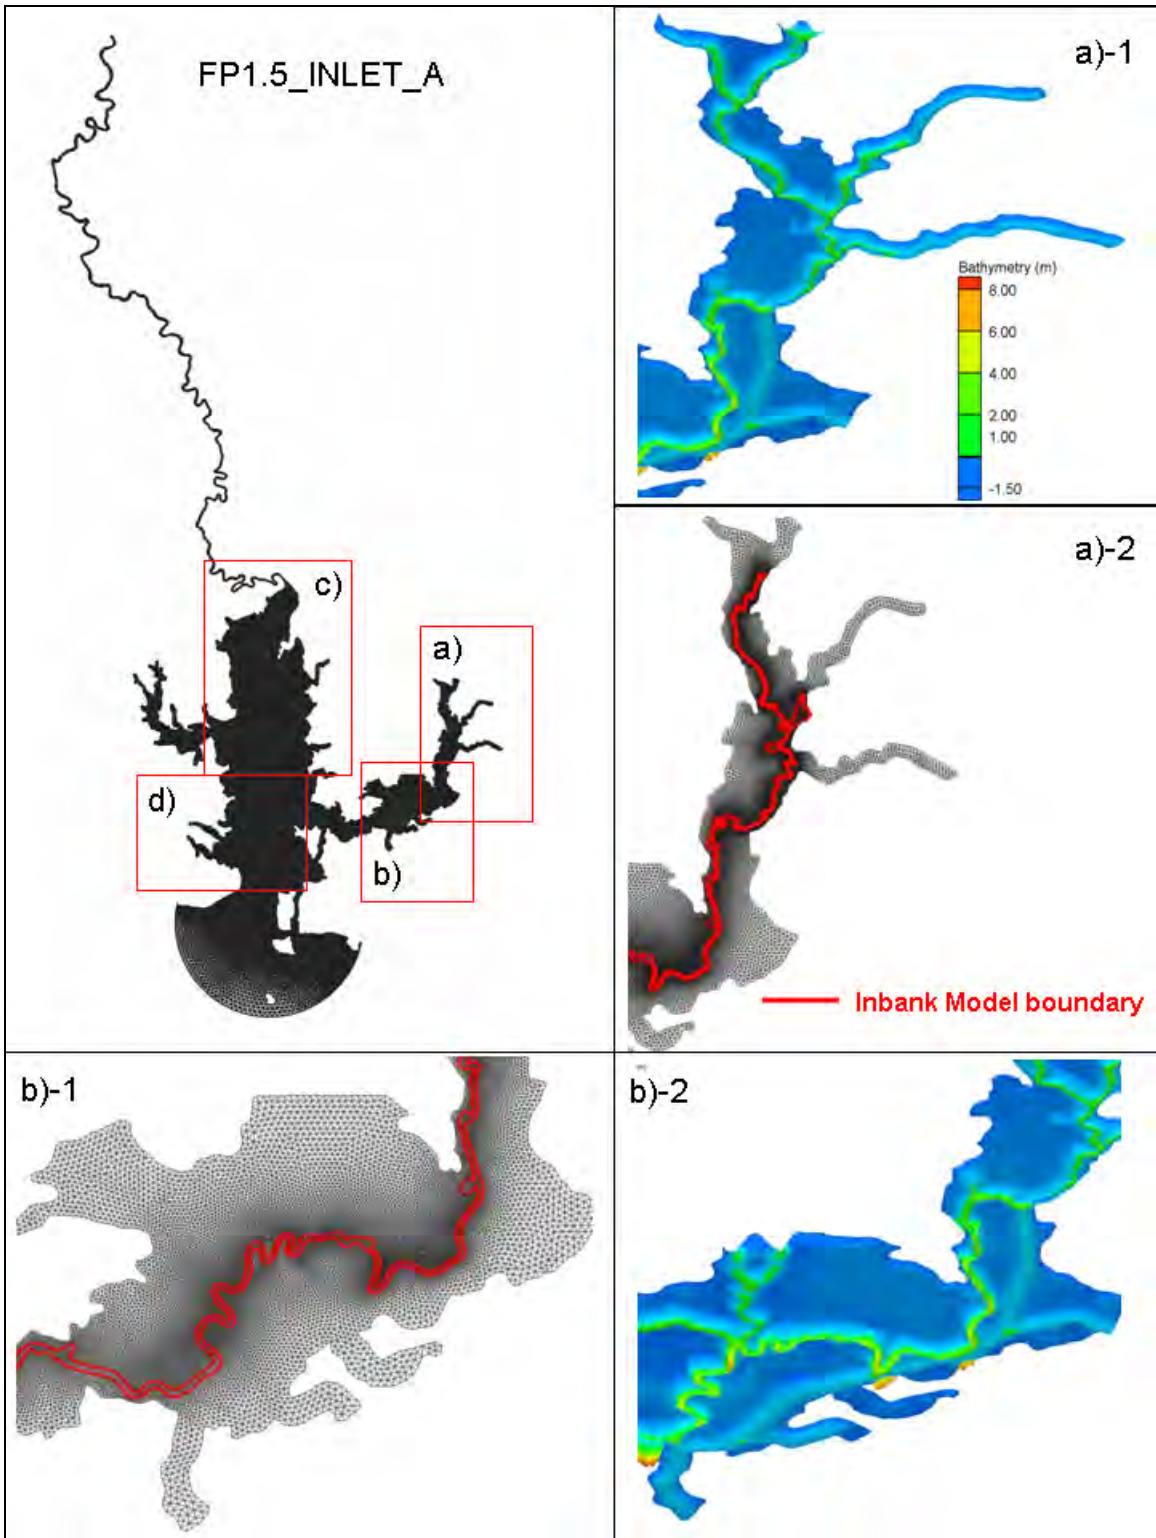 FP1.5_INLET_A
c)
a)
d)
b)
a)-1
Bathymetry (m)
8.00
6.00
4.00
2.00
1.00
-1.50
a)-2
Inbank Model boundary
b)-1
b)-2